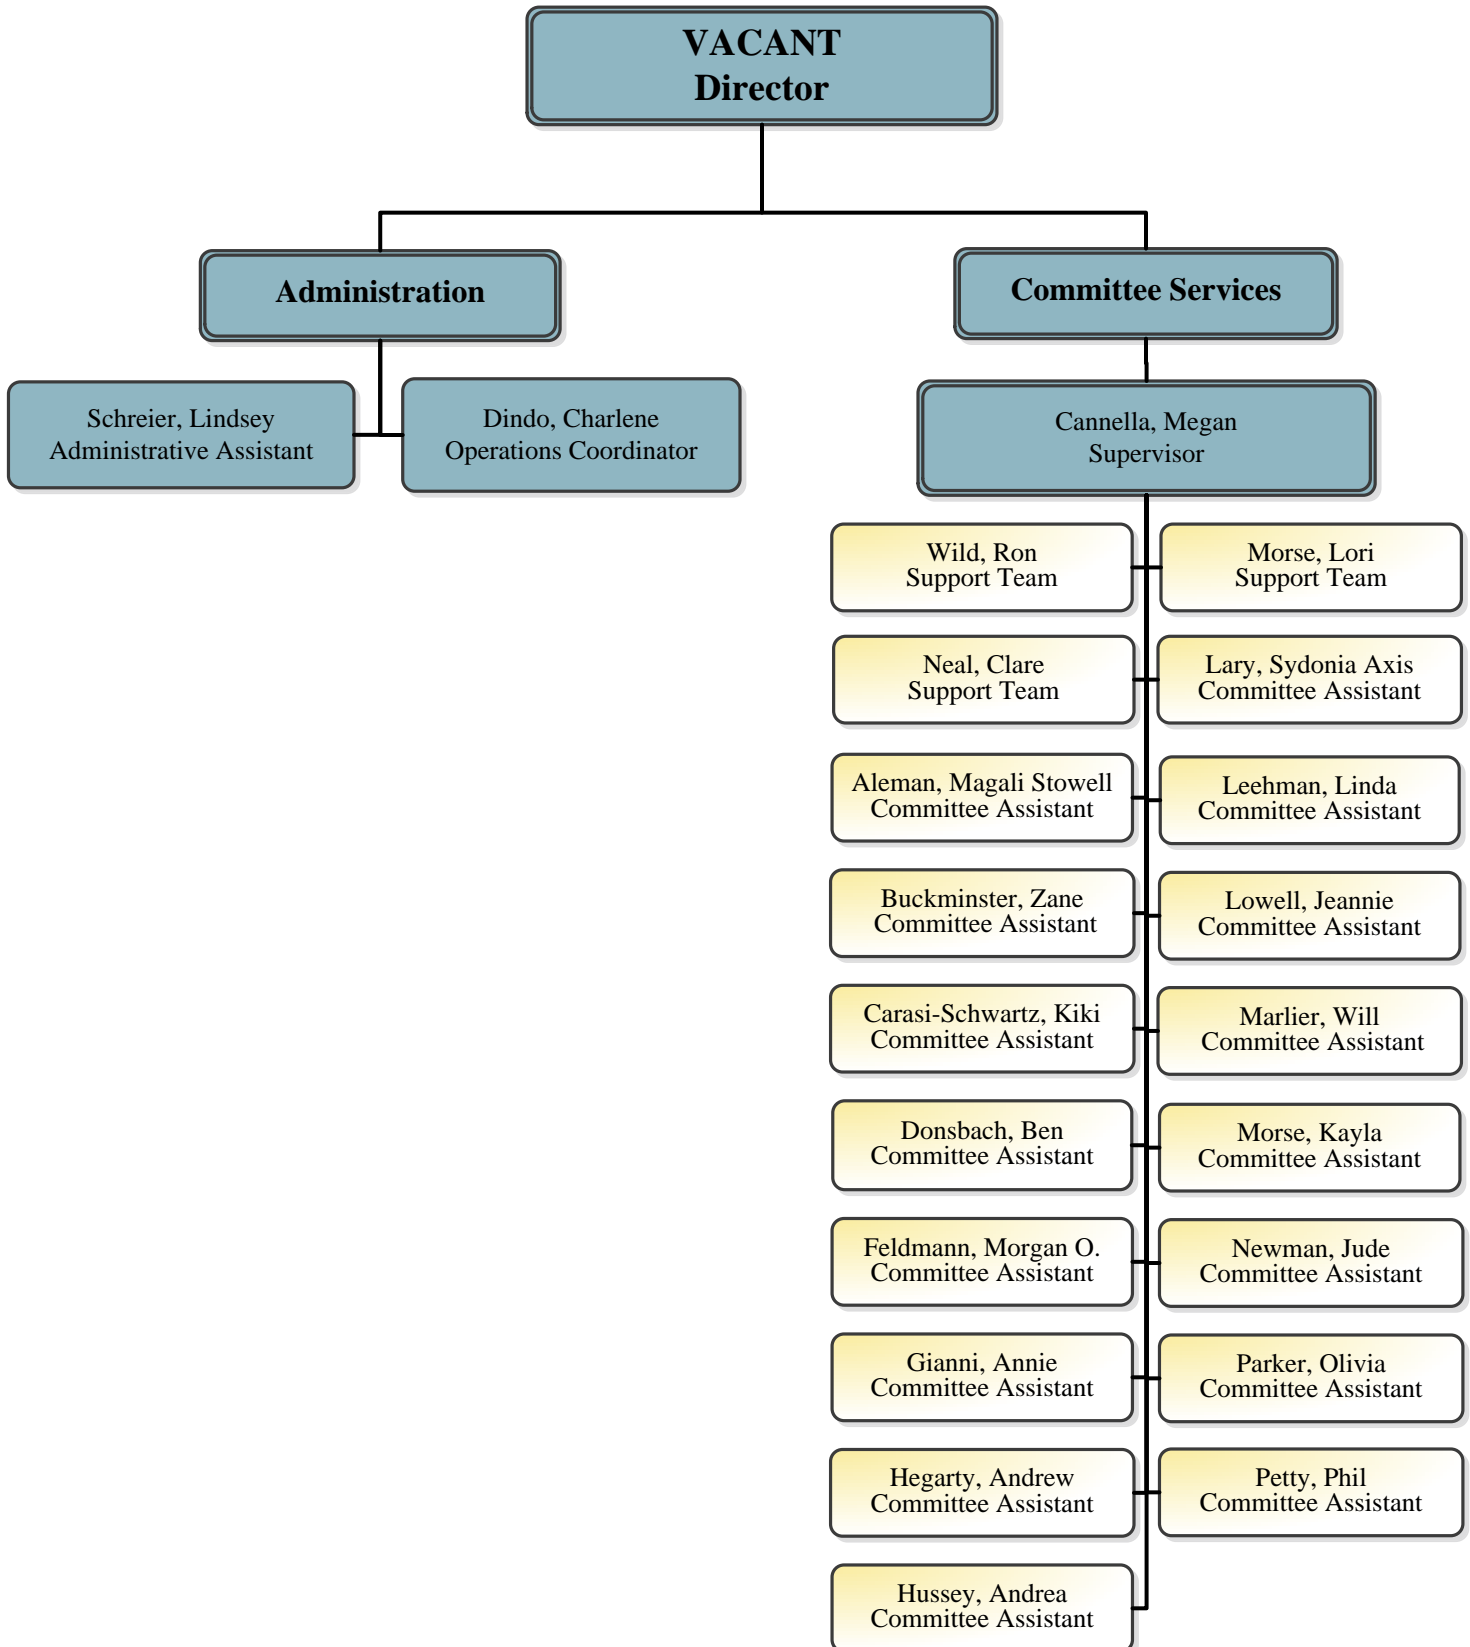 VACANT
Director
Administration
Committee Services
Schreier, Lindsey
Administrative Assistant
Dindo, Charlene
Operations Coordinator
Cannella, Megan
Supervisor
Wild, Ron
Support Team
Morse, Lori
Support Team
Neal, Clare
Support Team
Lary, Sydonia Axis
Committee Assistant
Aleman, Magali Stowell
Committee Assistant
Leehman, Linda
Committee Assistant
Buckminster, Zane
Committee Assistant
Lowell, Jeannie
Committee Assistant
Carasi-Schwartz, Kiki
Committee Assistant
Marlier, Will
Committee Assistant
Donsbach, Ben
Committee Assistant
Morse, Kayla
Committee Assistant
Feldmann, Morgan O.
Committee Assistant
Newman, Jude
Committee Assistant
Gianni, Annie
Committee Assistant
Parker, Olivia
Committee Assistant
Hegarty, Andrew
Committee Assistant
Petty, Phil
Committee Assistant
Hussey, Andrea
Committee Assistant